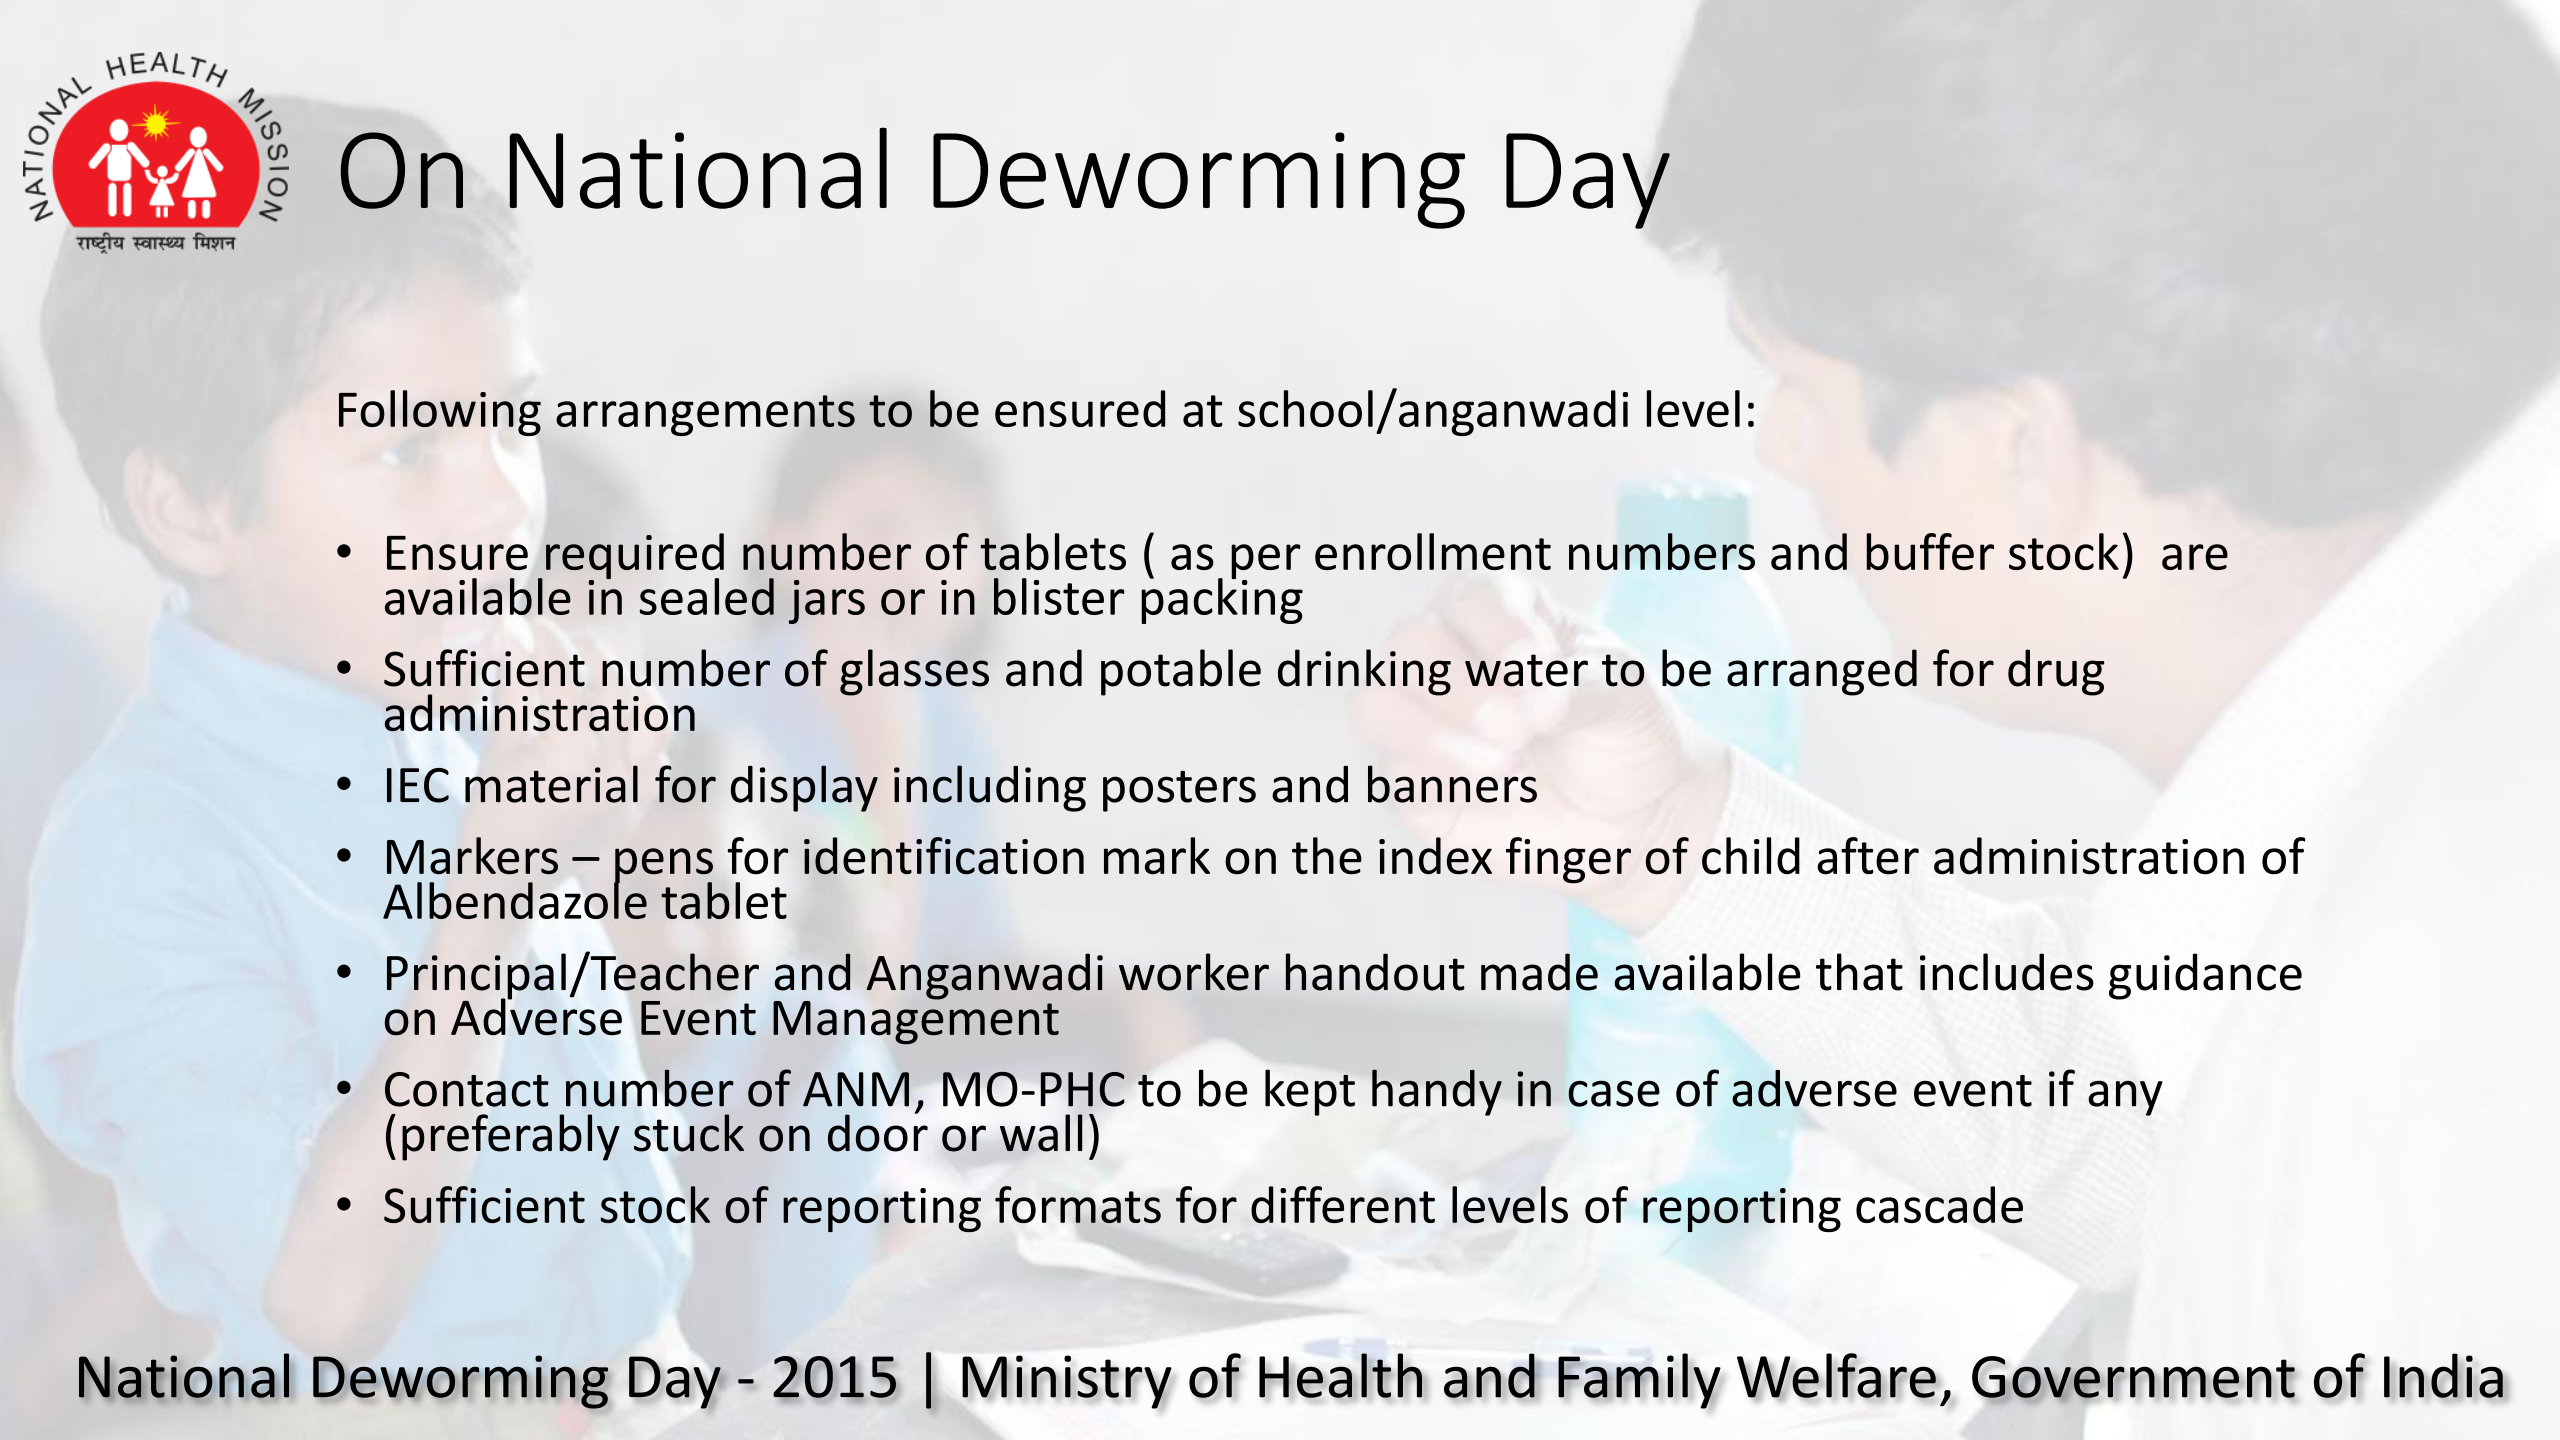 NATIONAL HEALTH MISSION
राष्ट्रीय स्वास्थ्य मिशन
On National Deworming Day
Following arrangements to be ensured at school/anganwadi level:
• Ensure required number of tablets ( as per enrollment numbers and buffer stock)  are
available in sealed jars or in blister packing
• Sufficient number of glasses and potable drinking water to be arranged for drug
administration
• IEC material for display including posters and banners
• Markers – pens for identification mark on the index finger of child after administration of
Albendazole tablet
• Principal/Teacher and Anganwadi worker handout made available that includes guidance
on Adverse Event Management
• Contact number of ANM, MO-PHC to be kept handy in case of adverse event if any
(preferably stuck on door or wall)
• Sufficient stock of reporting formats for different levels of reporting cascade
National Deworming Day - 2015 | Ministry of Health and Family Welfare, Government of India